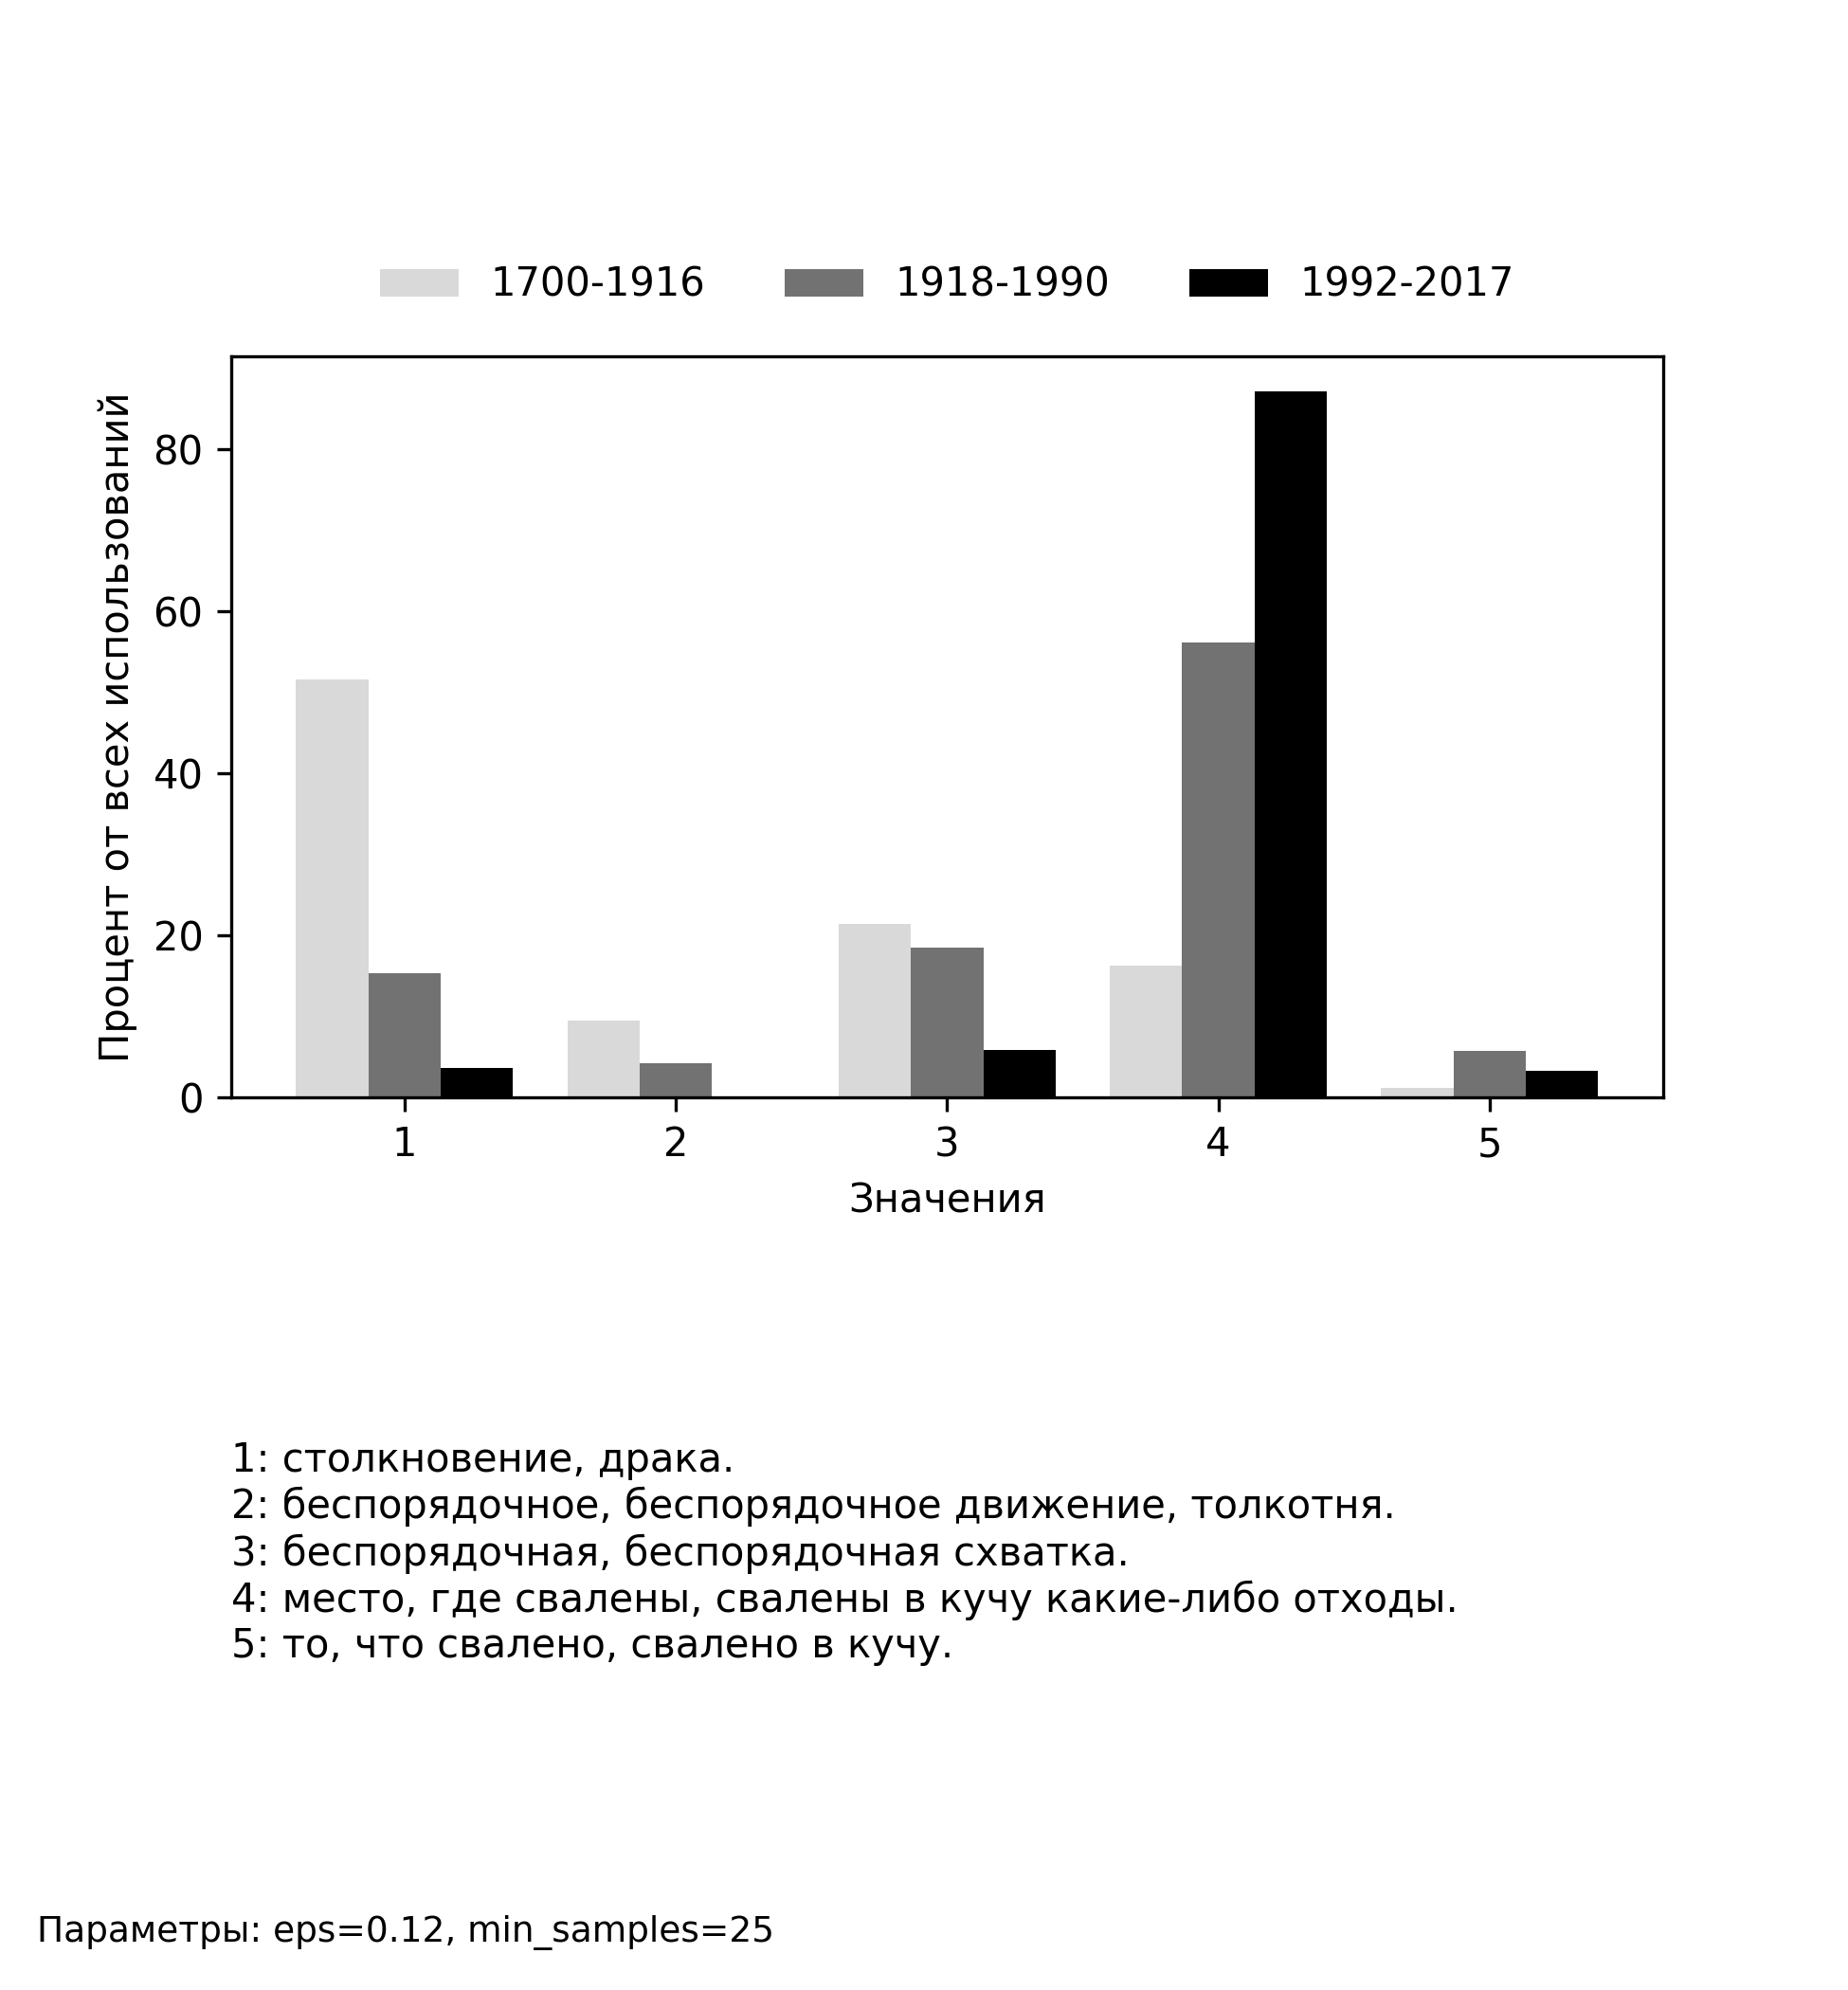 1700-1916 1918-1990 1992-2017
Процент от всех использований
80
60
40
20
0
1 2 3 4 5
Значения
1: столкновение, драка.
2: беспорядочное, беспорядочное движение, толкотня.
3: беспорядочная, беспорядочная схватка.
4: место, где свалены, свалены в кучу какие-либо отходы.
5: то, что свалено, свалено в кучу.
Параметры: eps=0.12, min_samples=25